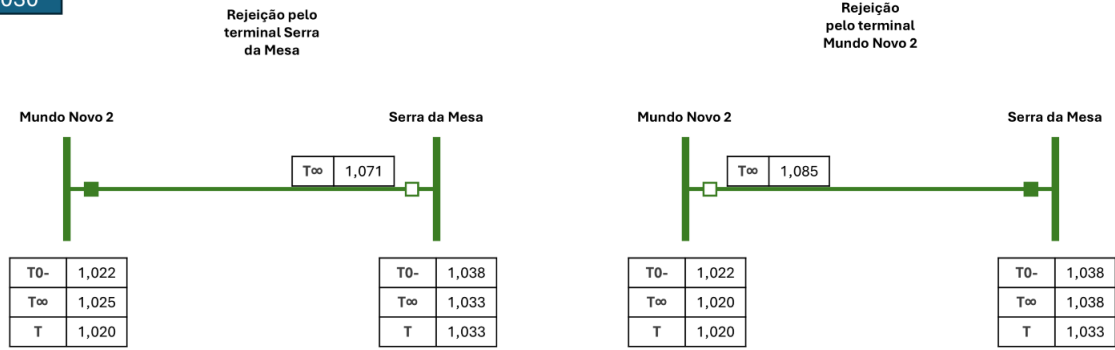 Rejeição pelo
terminal Serra
da Mesa
Mundo Novo 2
Serra da Mesa
T∞ 1,071
T0- 1,022
T∞ 1,025
T 1,020
T0- 1,038
T∞ 1,033
T 1,033
Rejeição
pelo terminal
Mundo Novo 2
Mundo Novo 2
Serra da Mesa
T∞ 1,085
T0- 1,022
T∞ 1,020
T 1,020
T0- 1,038
T∞ 1,038
T 1,033